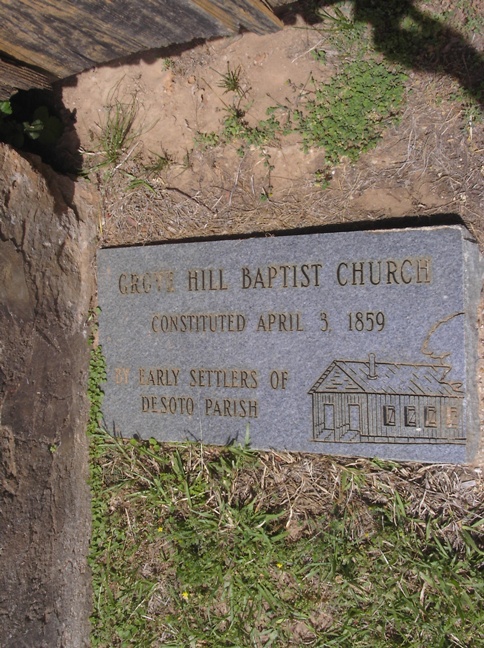 GROVE HILL BAPTIST CHURCH
CONSTITUTED APRIL 3, 1859
BY EARLY SETTLERS OF
DESOTO PARISH